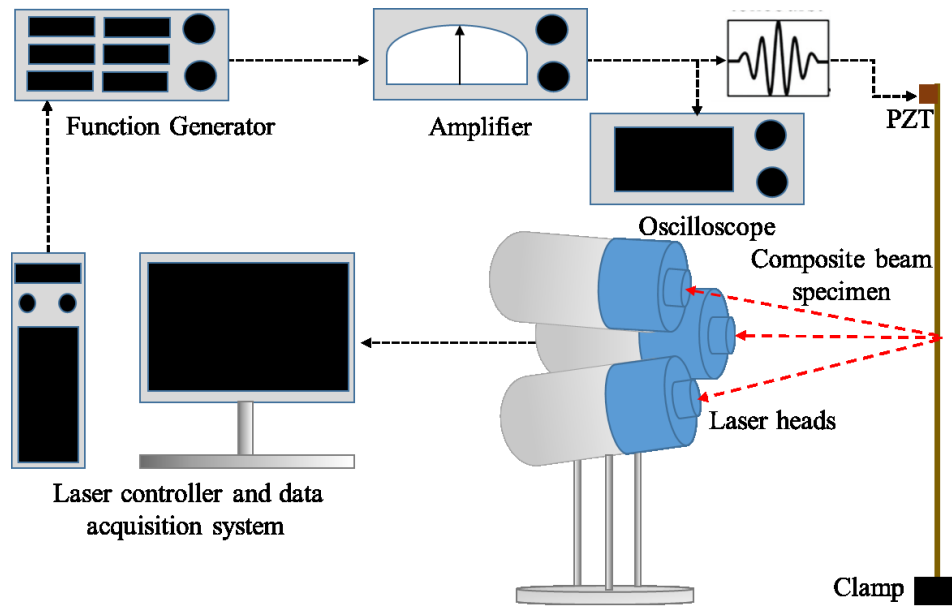 Function Generator
Amplifier
PZT
Oscilloscope
Composite beam
specimen
Laser heads
Laser controller and data
acquisition system
Clamp